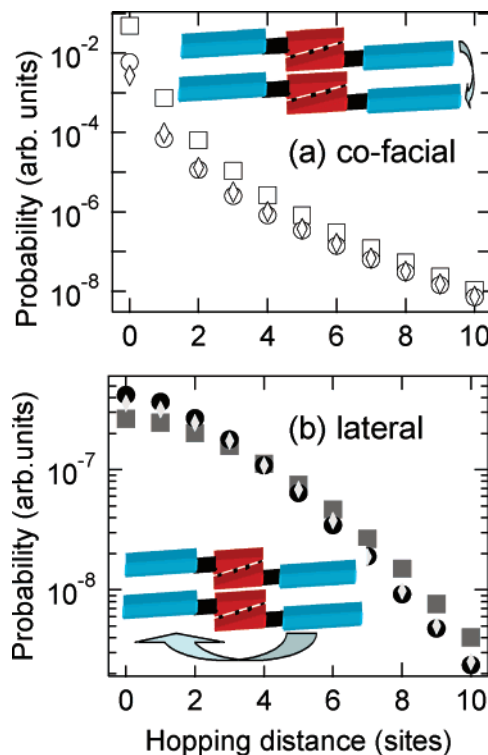 Probability (arb. units)
10⁻²
10⁻⁴
10⁻⁶
10⁻⁸
(a) co-facial
0 2 4 6 8 10
Probability (arb.units)
10⁻⁷
10⁻⁸
(b) lateral
0 2 4 6 8 10
Hopping distance (sites)